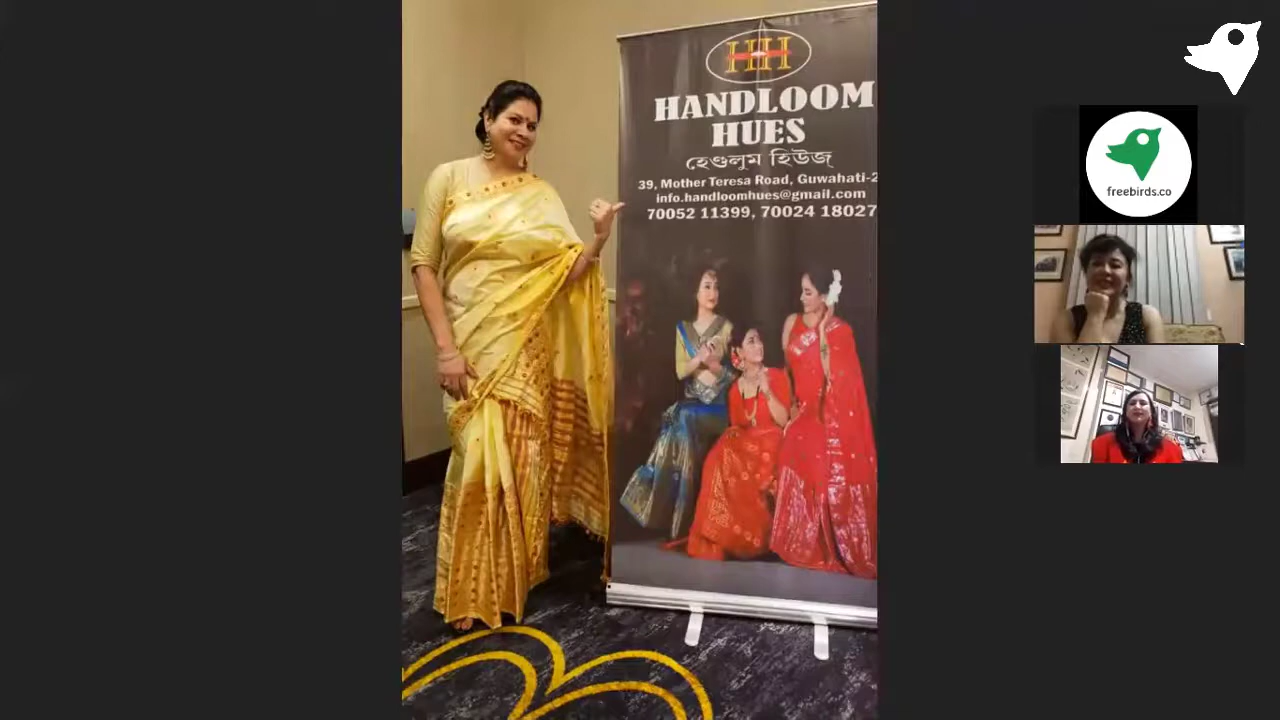 HH
HANDLOOM
HUES
হেণ্ডলুম হিউজ্
39, Mother Teresa Road, Guwahati-2
info.handloomhues@gmail.com
70052 11399, 70024 18027
freebirds.co